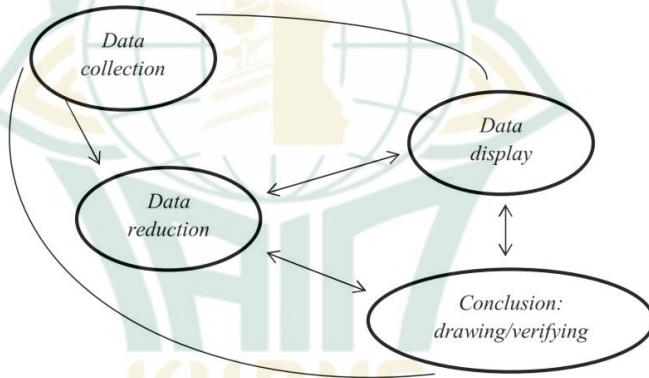 Data
collection
Data
display
Data
reduction
Conclusion:
drawing/verifying